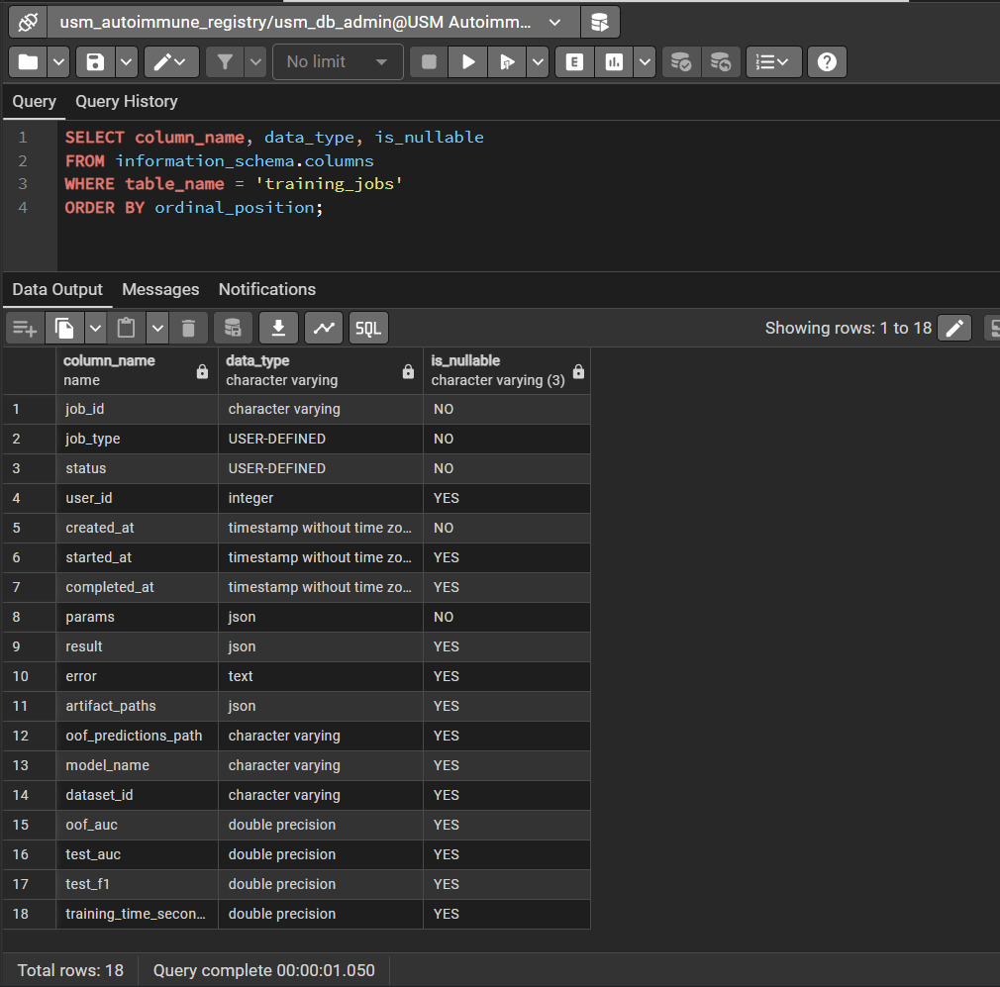 usm_autoimmune_registry/usm_db_admin@USM Autoimm...
No limit
E
Query Query History
1 SELECT column_name, data_type, is_nullable
2 FROM information_schema.columns
3 WHERE table_name = 'training_jobs'
4 ORDER BY ordinal_position;
Data Output Messages Notifications
SQL Showing rows: 1 to 18
column_name data_type is_nullable
name character varying character varying (3)
1 job_id character varying NO
2 job_type USER-DEFINED NO
3 status USER-DEFINED NO
4 user_id integer YES
5 created_at timestamp without time zo... NO
6 started_at timestamp without time zo... YES
7 completed_at timestamp without time zo... YES
8 params json NO
9 result json YES
10 error text YES
11 artifact_paths json YES
12 oof_predictions_path character varying YES
13 model_name character varying YES
14 dataset_id character varying YES
15 oof_auc double precision YES
16 test_auc double precision YES
17 test_f1 double precision YES
18 training_time_secon... double precision YES
Total rows: 18 Query complete 00:00:01.050